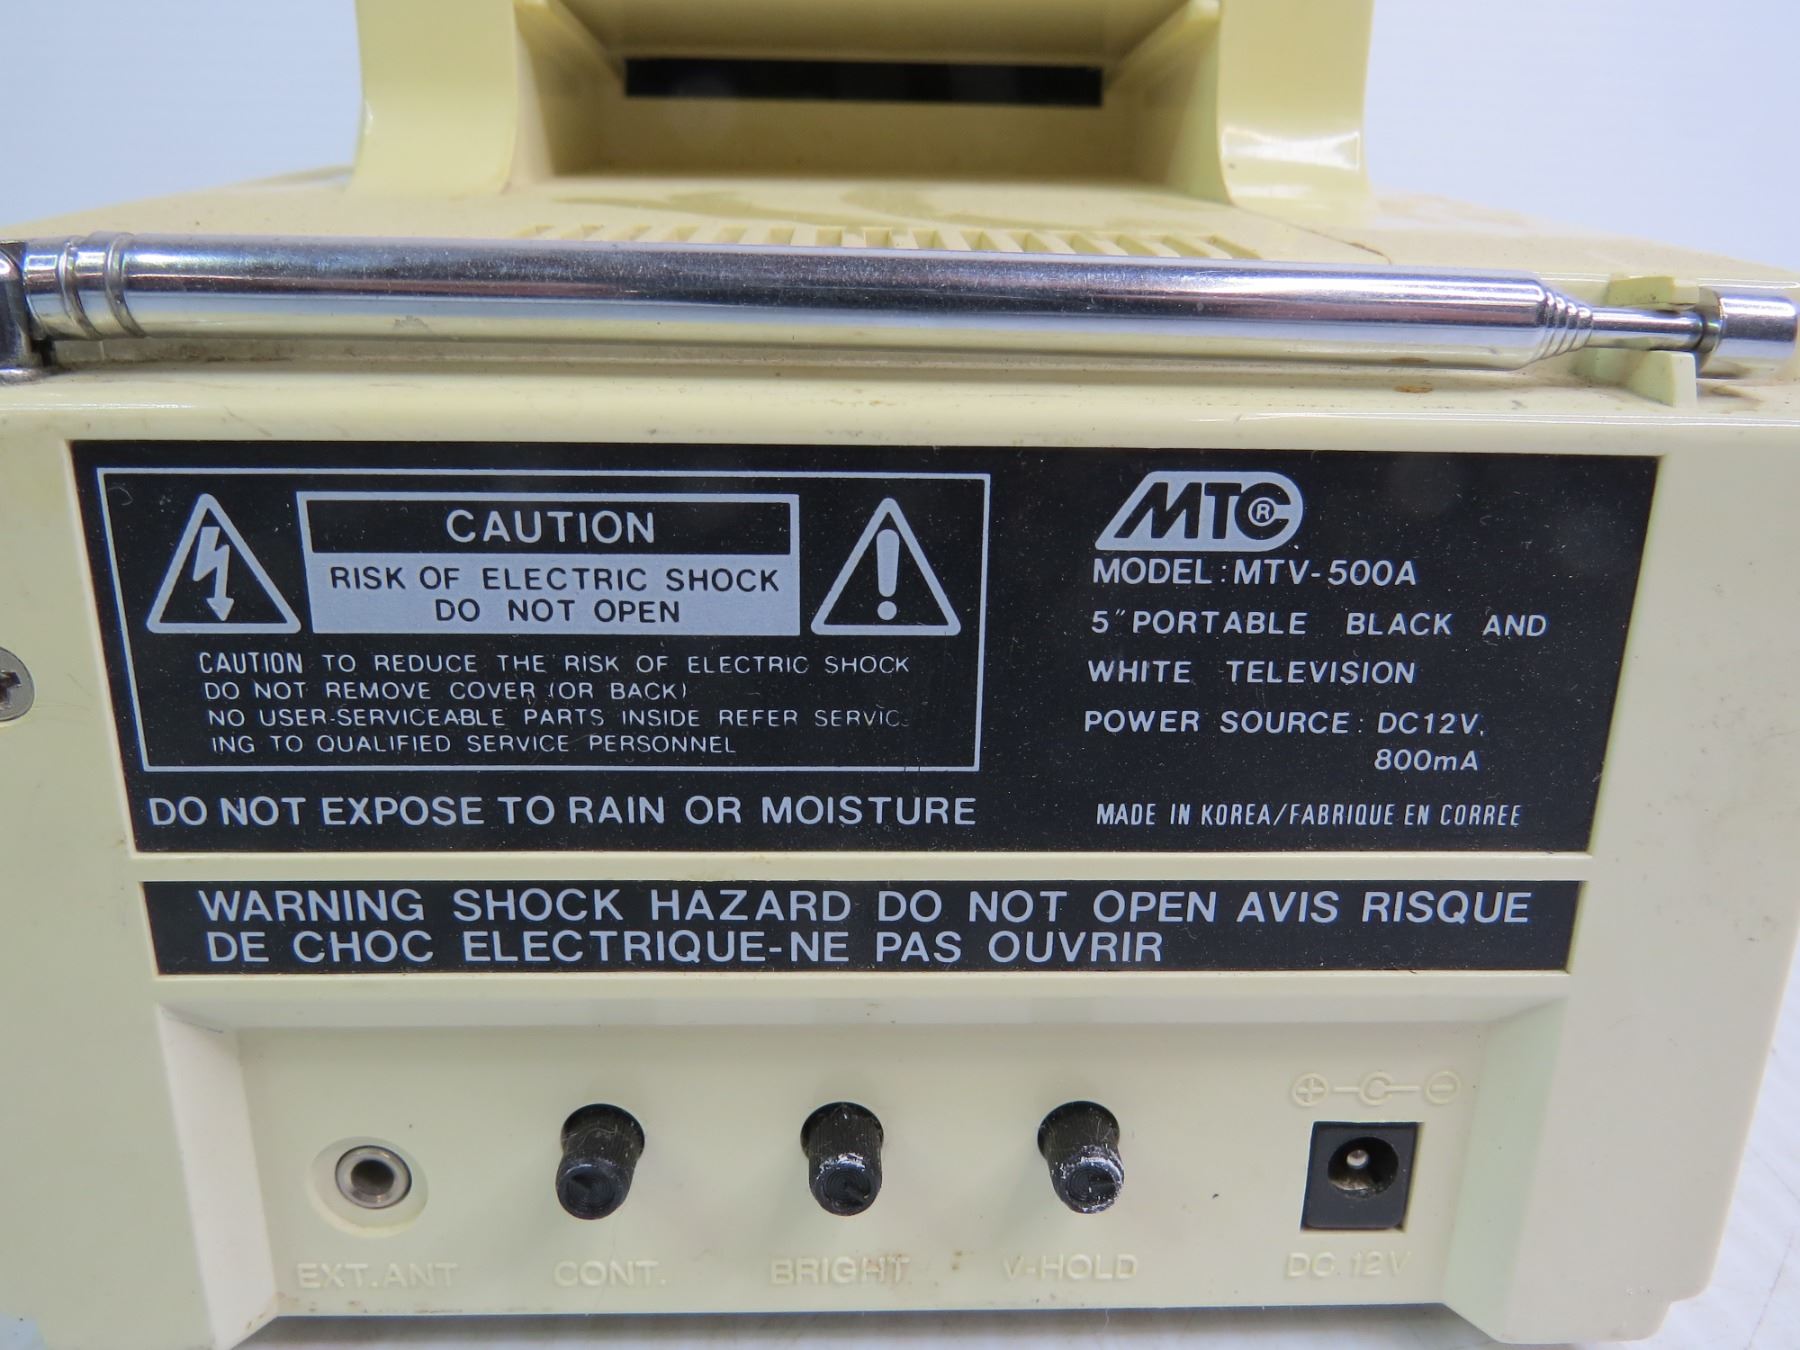 CAUTION
RISK OF ELECTRIC SHOCK
DO NOT OPEN
CAUTION TO REDUCE THE RISK OF ELECTRIC SHOCK
DO NOT REMOVE COVER (OR BACK)
NO USER-SERVICEABLE PARTS INSIDE REFER SERVIC-
ING TO QUALIFIED SERVICE PERSONNEL
DO NOT EXPOSE TO RAIN OR MOISTURE
MTC ®
MODEL : MTV-500A
5" PORTABLE BLACK AND
WHITE TELEVISION
POWER SOURCE : DC12V,
800mA
MADE IN KOREA/FABRIQUE EN CORREE
WARNING SHOCK HAZARD DO NOT OPEN AVIS RISQUE
DE CHOC ELECTRIQUE-NE PAS OUVRIR
EXT.ANT CONT. BRIGHT V-HOLD DC.12V